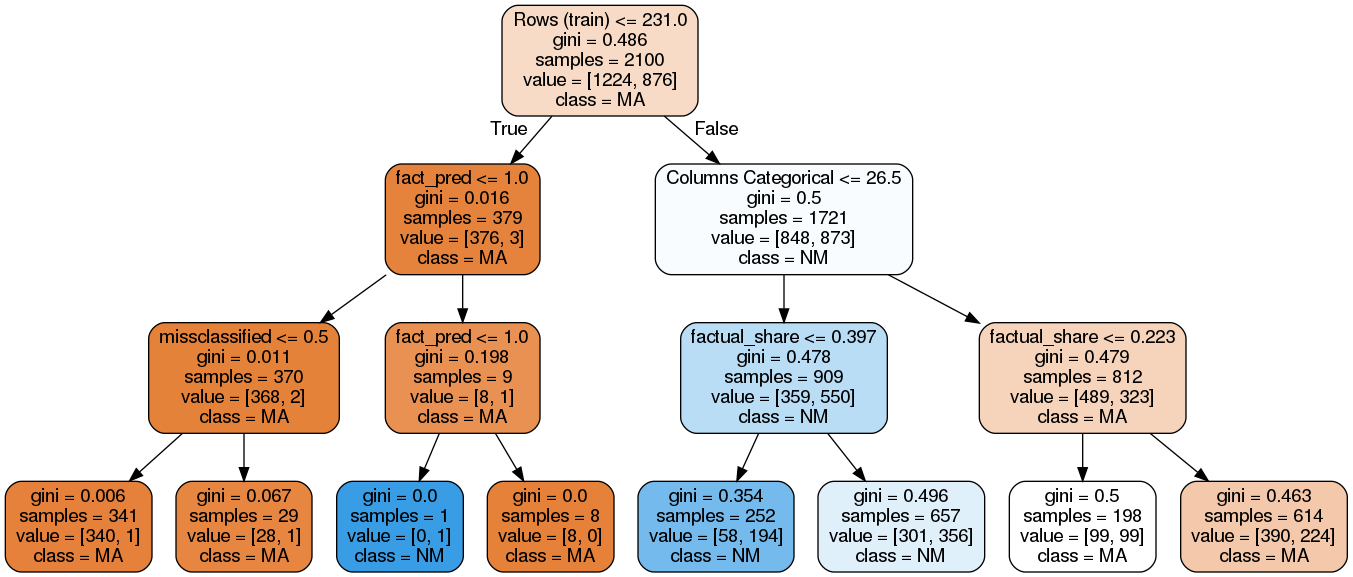 Rows (train) <= 231.0
gini = 0.486
samples = 2100
value = [1224, 876]
class = MA
True
False
fact_pred <= 1.0
gini = 0.016
samples = 379
value = [376, 3]
class = MA
Columns Categorical <= 26.5
gini = 0.5
samples = 1721
value = [848, 873]
class = NM
missclassified <= 0.5
gini = 0.011
samples = 370
value = [368, 2]
class = MA
fact_pred <= 1.0
gini = 0.198
samples = 9
value = [8, 1]
class = MA
factual_share <= 0.397
gini = 0.478
samples = 909
value = [359, 550]
class = NM
factual_share <= 0.223
gini = 0.479
samples = 812
value = [489, 323]
class = MA
gini = 0.006
samples = 341
value = [340, 1]
class = MA
gini = 0.067
samples = 29
value = [28, 1]
class = MA
gini = 0.0
samples = 1
value = [0, 1]
class = NM
gini = 0.0
samples = 8
value = [8, 0]
class = MA
gini = 0.354
samples = 252
value = [58, 194]
class = NM
gini = 0.496
samples = 657
value = [301, 356]
class = NM
gini = 0.5
samples = 198
value = [99, 99]
class = MA
gini = 0.463
samples = 614
value = [390, 224]
class = MA